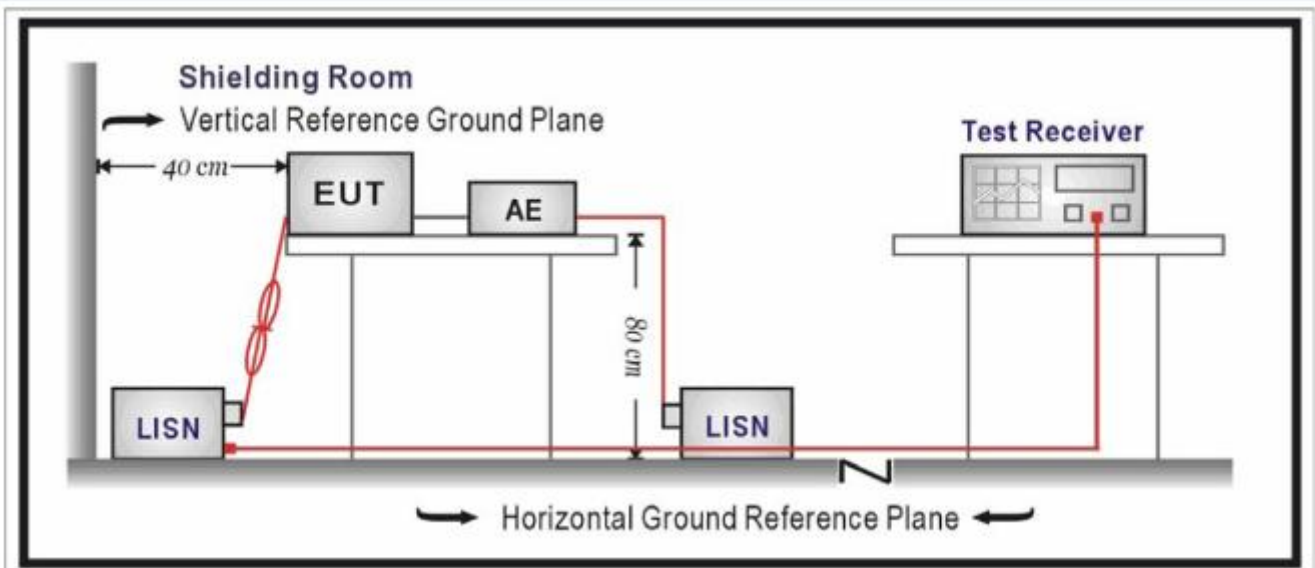 Shielding Room
Vertical Reference Ground Plane
Test Receiver
40 cm
EUT
AE
80 cm
LISN
LISN
Horizontal Ground Reference Plane